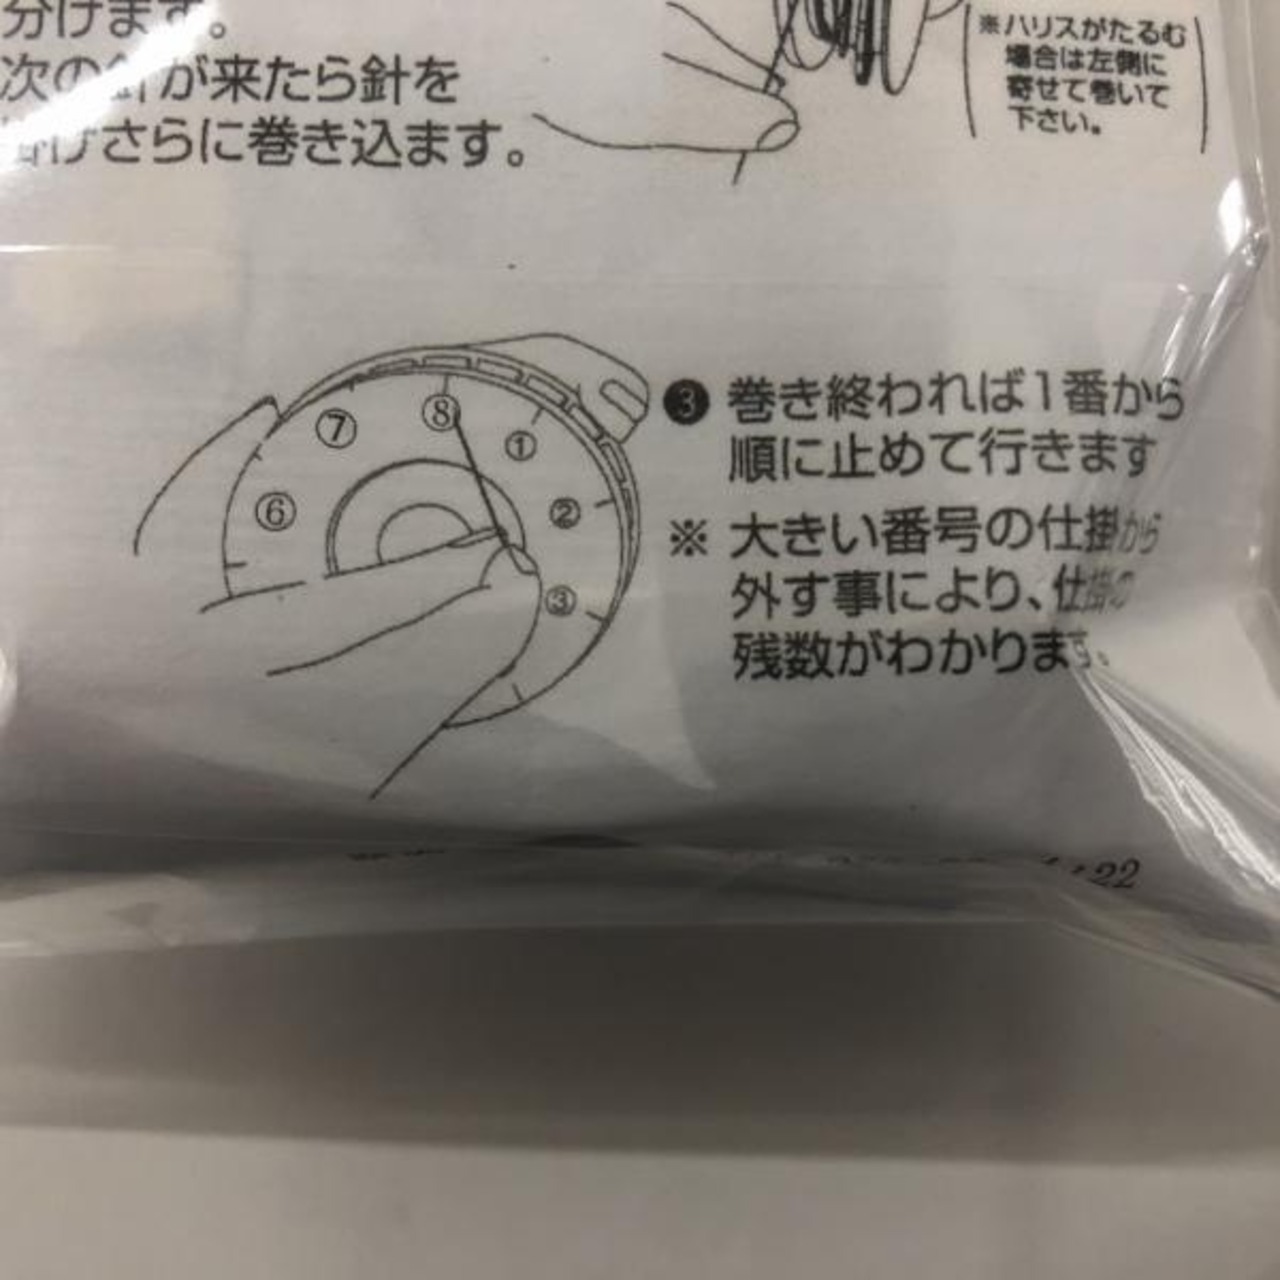 分けます。
次の針が来たら針を
掛けさらに巻き込ます。
※ハリスがたるむ
場合は左側に
寄せて巻いて
下さい。
⑦
⑧
①
⑥
②
③
❸ 巻き終われば1番から
順に止めて行きます
※ 大きい番号の仕掛から
外す事により、仕掛の
残数がわかります。
22